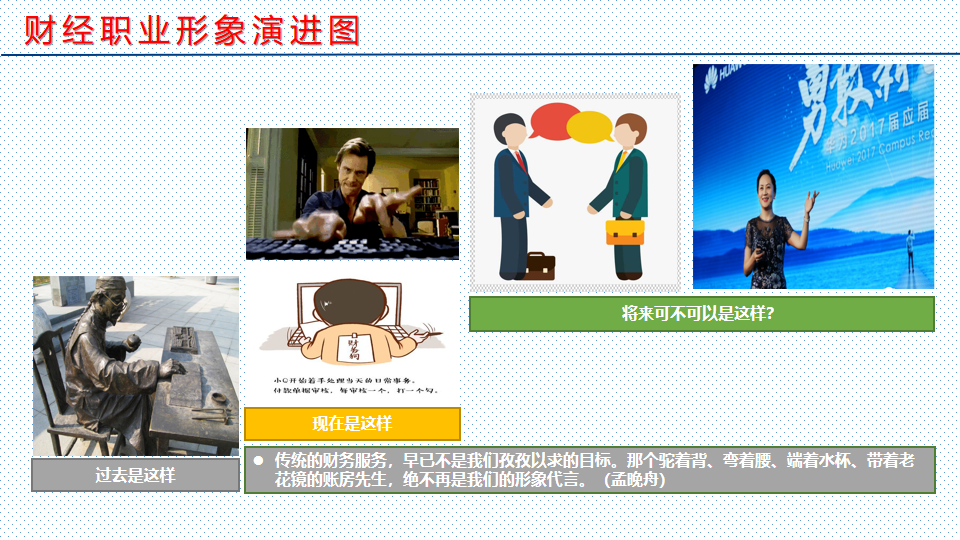 财经职业形象演进图
HUAW
勇敢新
华为2017届应届
Huawei 2017 Campus Rec
将来可不可以是这样?
财务狗
小Q开始着手处理当天的日常事务。
付款单据审核，每审核一个，打一个勾。
现在是这样
传统的财务服务，早已不是我们孜孜以求的目标。那个驼着背、弯着腰、端着水杯、带着老
花镜的账房先生，绝不再是我们的形象代言。（孟晚舟）
过去是这样